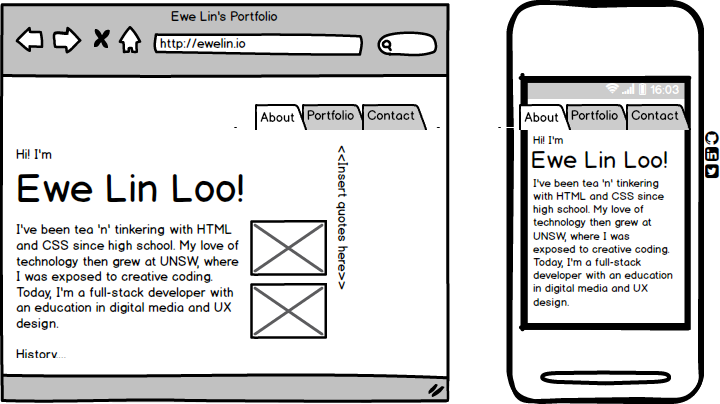 Ewe Lin's Portfolio
http://ewelin.io
About
Portfolio
Contact
Hi! I'm
Ewe Lin Loo!
I've been tea 'n' tinkering with HTML
and CSS since high school. My love of
technology then grew at UNSW, where
I was exposed to creative coding.
Today, I'm a full-stack developer with
an education in digital media and UX
design.
History...
<<Insert quotes here>>
16:03
About
Portfolio
Contact
Hi! I'm
Ewe Lin Loo!
I've been tea 'n' tinkering
with HTML and CSS since
high school. My love of
technology then grew at
UNSW, where I was
exposed to creative coding.
Today, I'm a full-stack
developer with an education
in digital media and UX
design.